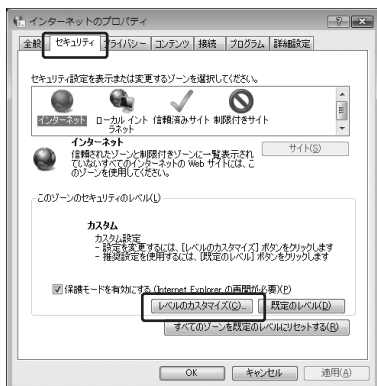 インターネットのプロパティ
全般 セキュリティ プライバシー コンテンツ 接続 プログラム 詳細設定
セキュリティ設定を表示または変更するゾーンを選択してください。
インターネット ローカル イントラネット 信頼済みサイト 制限付きサイト
インターネット
信頼されたゾーンと制限付きゾーンに一覧表示され
ていないすべてのインターネットの Web サイトには、こ
のゾーンを使用してください。
サイト(S)
このゾーンのセキュリティのレベル(L)
カスタム
カスタム設定
- 設定を変更するには、[レベルのカスタマイズ] ボタンをクリックします
- 推奨設定を使用するには、[既定のレベル] ボタンをクリックします
保護モードを有効にする (Internet Explorer の再開が必要)(P)
レベルのカスタマイズ(C)... 既定のレベル(D)
すべてのゾーンを既定のレベルにリセットする(R)
OK キャンセル 適用(A)